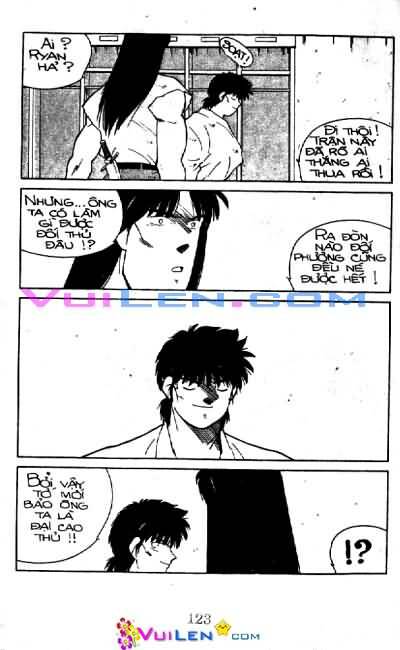 AI ?
RYAN
HẢ ?
SOẠT!
ĐI THÔI!
TRẬN NÀY
ĐÃ RÕ AI
THẮNG AI
THUA RỒI!
NHƯNG... ÔNG
TA CÓ LÀM
GÌ ĐƯỢC
ĐỐI THỦ
ĐÂU !?
RA ĐÒN
NÀO ĐỐI
PHƯƠNG CŨNG
ĐỀU NÉ
ĐƯỢC HẾT!
VUILEN.COM
BỞI VẬY
TỚ MỚI
BẢO ÔNG
TA LÀ
ĐẠI CAO
THỦ !!
!?
123
VUILEN.COM